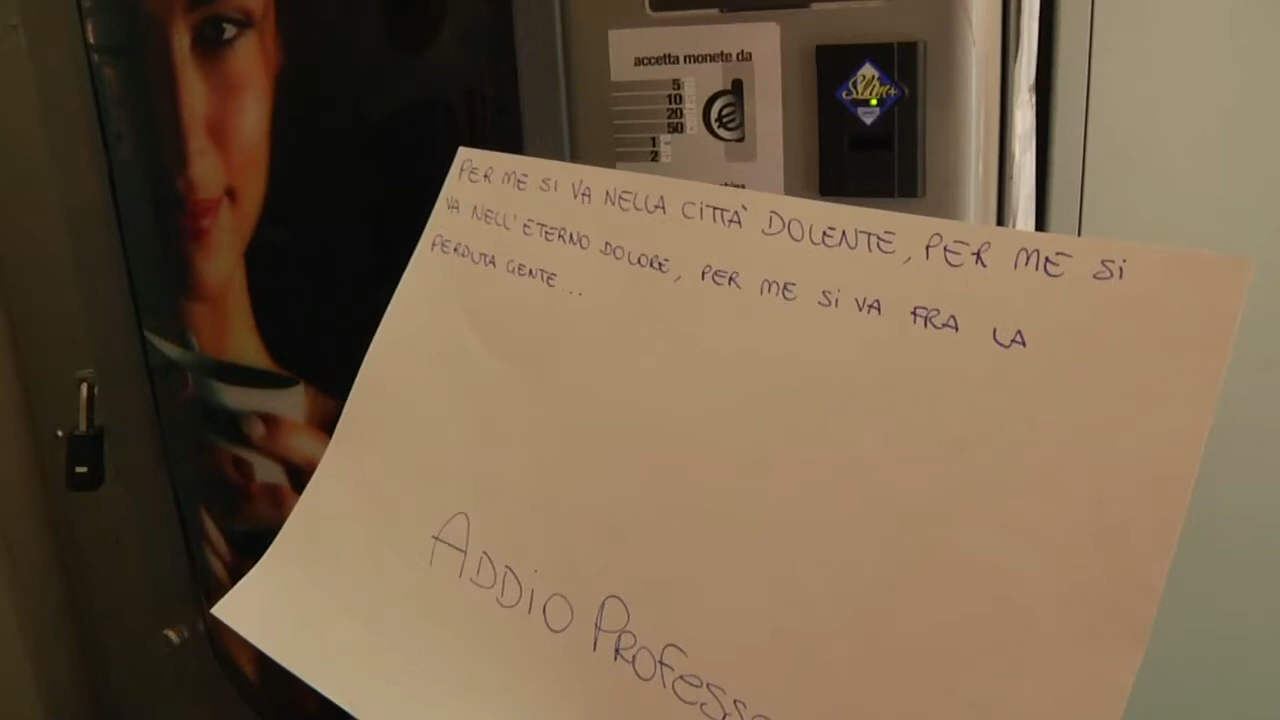 accetta monete da
5
10
20
50
1
2
PER ME SI VA NELLA CITTÀ DOLENTE, PER ME SI
VA NELL'ETERNO DOLORE, PER ME SI VA FRA LA
PERDUTA GENTE...
ADDIO PROFESS